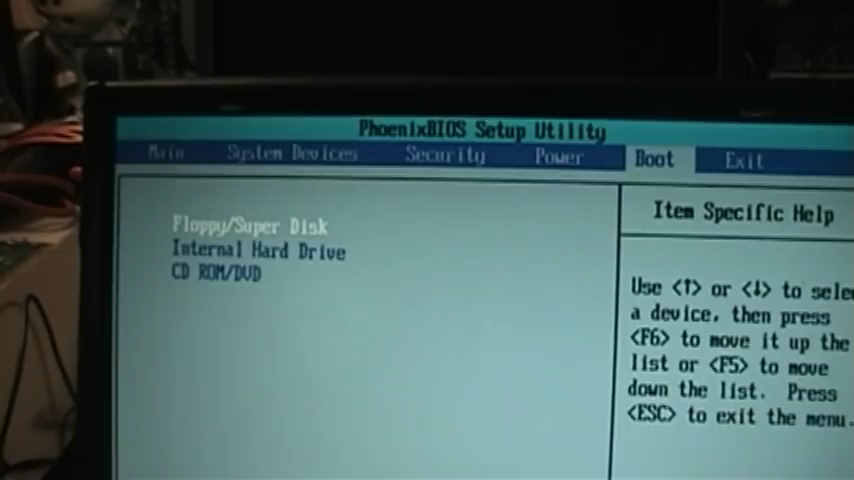 PhoenixBIOS Setup Utility
Main System Devices Security Power Boot Exit
Floppy/Super Disk
Internal Hard Drive
CD ROM/DVD
Item Specific Help
Use <↑> or <↓> to sele
a device, then press
<F6> to move it up the
list or <F5> to move
down the list. Press
<ESC> to exit the menu.